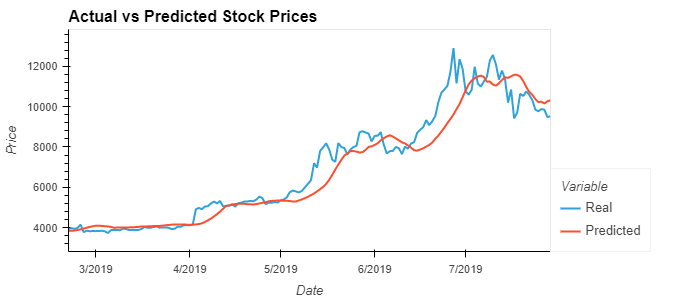 Actual vs Predicted Stock Prices
12000
10000
8000
6000
4000
Price
3/2019
4/2019
5/2019
6/2019
7/2019
Date
Variable
Real
Predicted